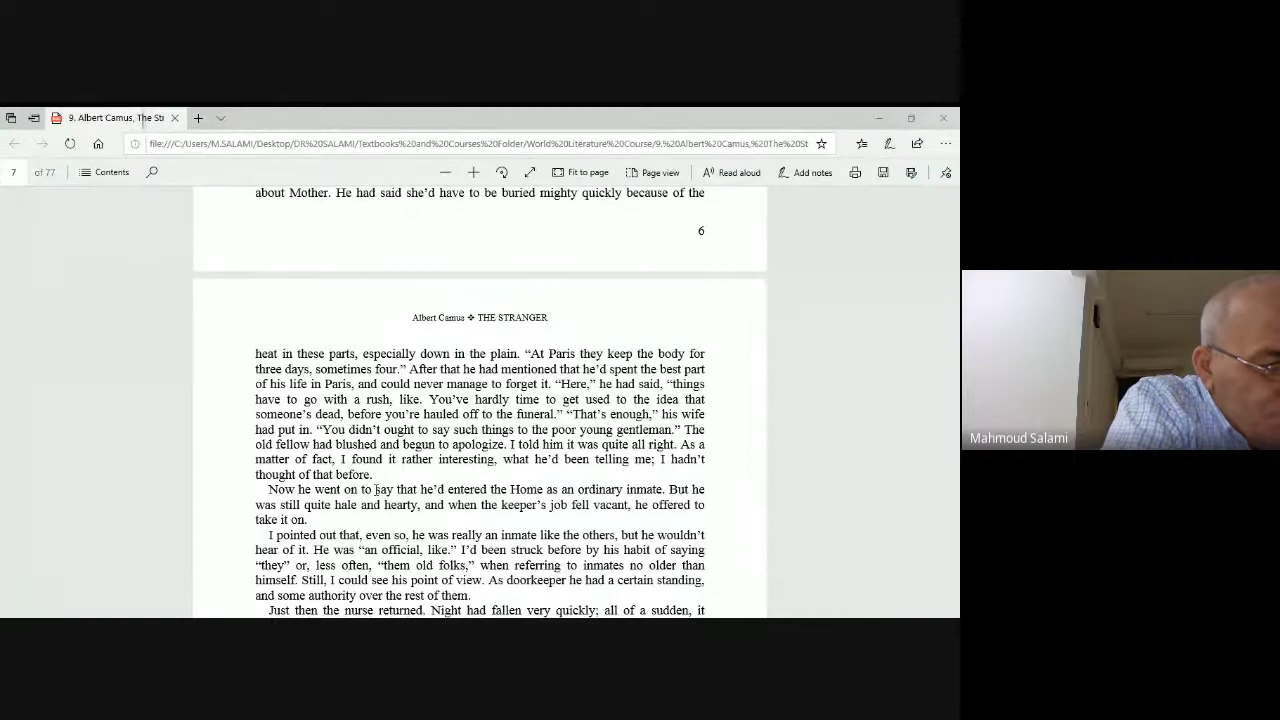 9. Albert Camus, The Str
file:///C:/Users/M.SALAMI/Desktop/DR%20SALAMI/Textbooks%20and%20Courses%20Folder/World%20Literature%20Course/9.%20Albert%20Camus,%20The%20St
7 of 77 Contents Fit to page Page view Read aloud Add notes
about Mother. He had said she’d have to be buried mighty quickly because of the
6
Albert Camus ❖ THE STRANGER
heat in these parts, especially down in the plain. “At Paris they keep the body for
three days, sometimes four.” After that he had mentioned that he’d spent the best part
of his life in Paris, and could never manage to forget it. “Here,” he had said, “things
have to go with a rush, like. You’ve hardly time to get used to the idea that
someone’s dead, before you’re hauled off to the funeral.” “That’s enough,” his wife
had put in. “You didn’t ought to say such things to the poor young gentleman.” The
old fellow had blushed and begun to apologize. I told him it was quite all right. As a
matter of fact, I found it rather interesting, what he’d been telling me; I hadn’t
thought of that before.
Now he went on to say that he’d entered the Home as an ordinary inmate. But he
was still quite hale and hearty, and when the keeper’s job fell vacant, he offered to
take it on.
I pointed out that, even so, he was really an inmate like the others, but he wouldn’t
hear of it. He was “an official, like.” I’d been struck before by his habit of saying
“they” or, less often, “them old folks,” when referring to inmates no older than
himself. Still, I could see his point of view. As doorkeeper he had a certain standing,
and some authority over the rest of them.
Just then the nurse returned. Night had fallen very quickly; all of a sudden, it
Mahmoud Salami